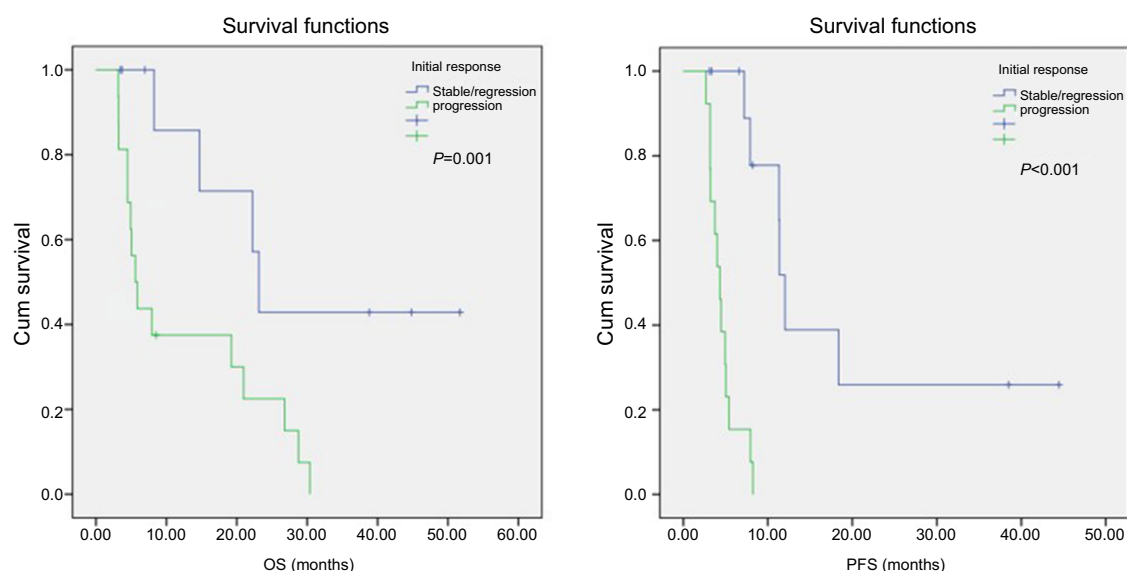 Survival functions
Cum survival
1.0
0.8
0.6
0.4
0.2
0.0
0.00 10.00 20.00 30.00 40.00 50.00 60.00
OS (months)
Initial response
Stable/regression
progression
P=0.001
Survival functions
Cum survival
1.0
0.8
0.6
0.4
0.2
0.0
0.00 10.00 20.00 30.00 40.00 50.00
PFS (months)
Initial response
Stable/regression
progression
P<0.001